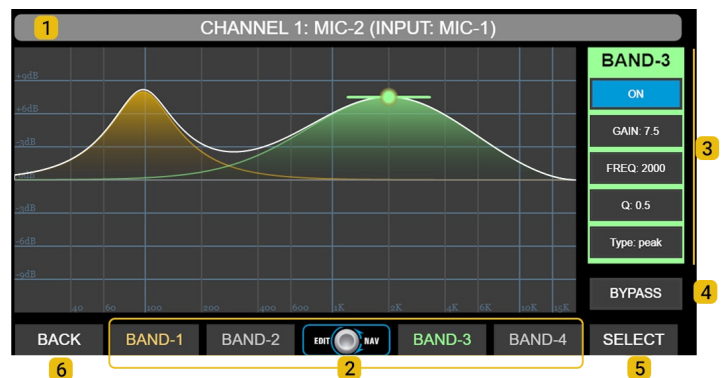 1
CHANNEL 1: MIC-2 (INPUT: MIC-1)
BAND-3
ON
GAIN: 7.5
FREQ: 2000
Q: 0.5
Type: peak
3
+9dB
+6dB
+3dB
-3dB
-6dB
-9dB
40 60 100 200 400 600 1K 2K 4K 6K 10K 15K
BYPASS
4
BACK BAND-1 BAND-2 EDIT NAV BAND-3 BAND-4 SELECT
6 2 5